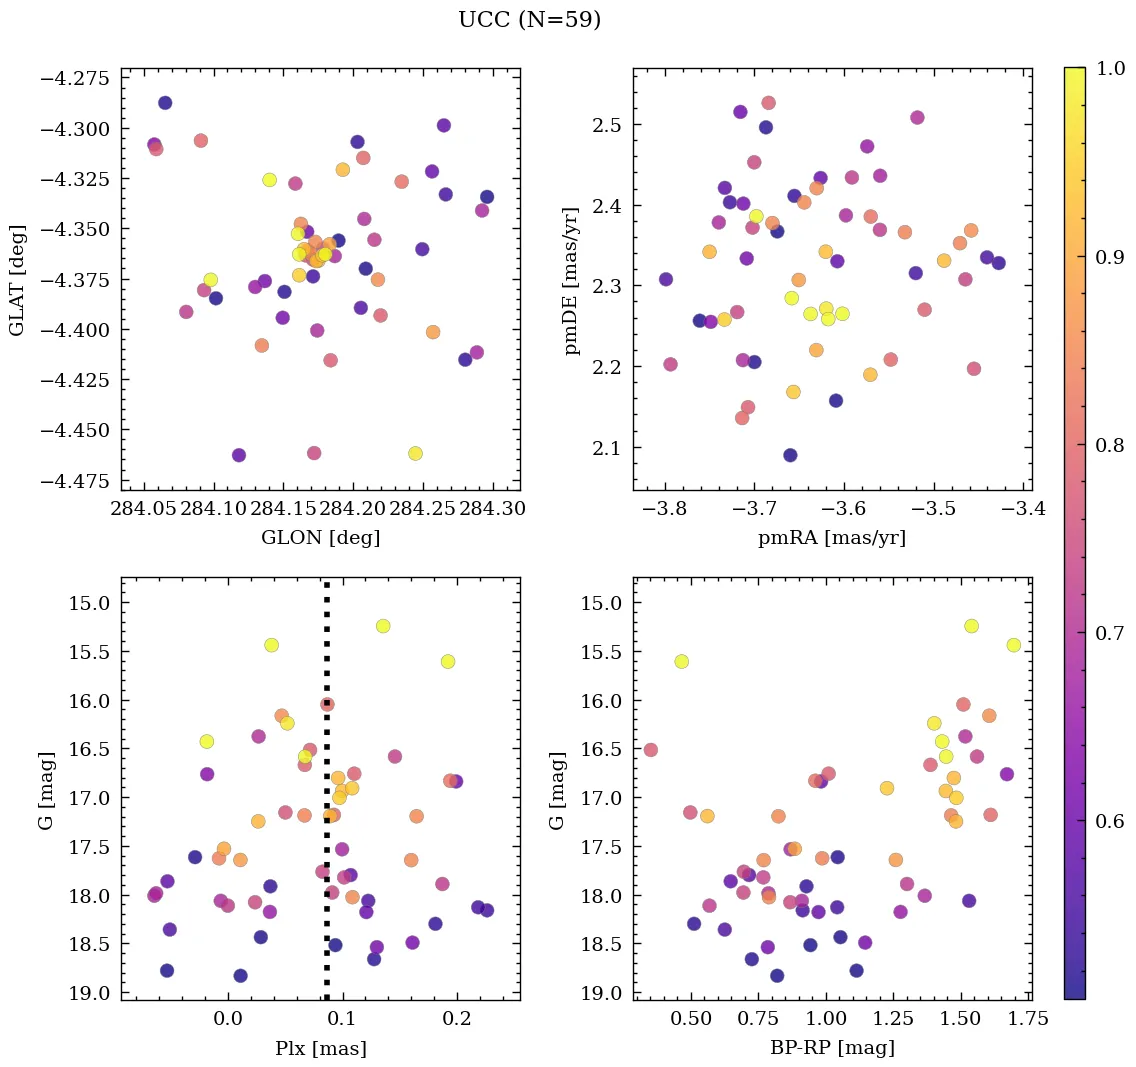 UCC (N=59)
−4.275
−4.300
−4.325
−4.350
−4.375
−4.400
−4.425
−4.450
−4.475
GLAT [deg]
284.05 284.10 284.15 284.20 284.25 284.30
GLON [deg]
2.5
2.4
2.3
2.2
2.1
pmDE [mas/yr]
−3.8 −3.7 −3.6 −3.5 −3.4
pmRA [mas/yr]
1.0
0.9
0.8
0.7
0.6
15.0
15.5
16.0
16.5
17.0
17.5
18.0
18.5
19.0
G [mag]
0.0 0.1 0.2
Plx [mas]
15.0
15.5
16.0
16.5
17.0
17.5
18.0
18.5
19.0
G [mag]
0.50 0.75 1.00 1.25 1.50 1.75
BP-RP [mag]